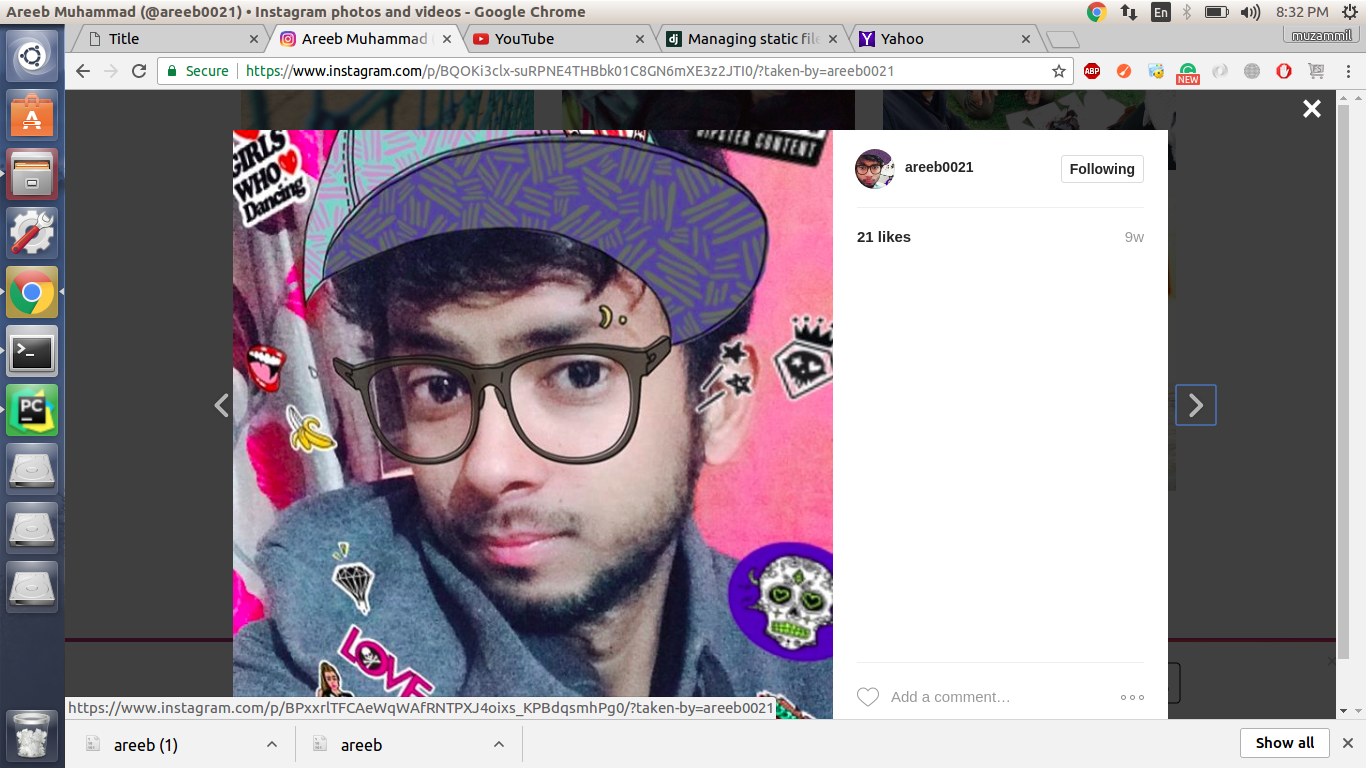 Areeb Muhammad (@areeb0021) • Instagram photos and videos - Google Chrome
En
8:32 PM
Title
Areeb Muhammad
YouTube
Managing static file
Yahoo
muzammil
Secure
https://www.instagram.com/p/BQOKi3clx-suRPNE4THBbk01C8GN6mXE3z2JTI0/?taken-by=areeb0021
ABP
NEW
HIPSTER CONTENT
GIRLS
WHO
Dancing
areeb0021
Following
21 likes
9w
PC
LOVE
Add a comment...
https://www.instagram.com/p/BPxxrlTFCAeWqWAfRNTPXJ4oixs_KPBdqsmhPg0/?taken-by=areeb0021
areeb (1)
areeb
Show all